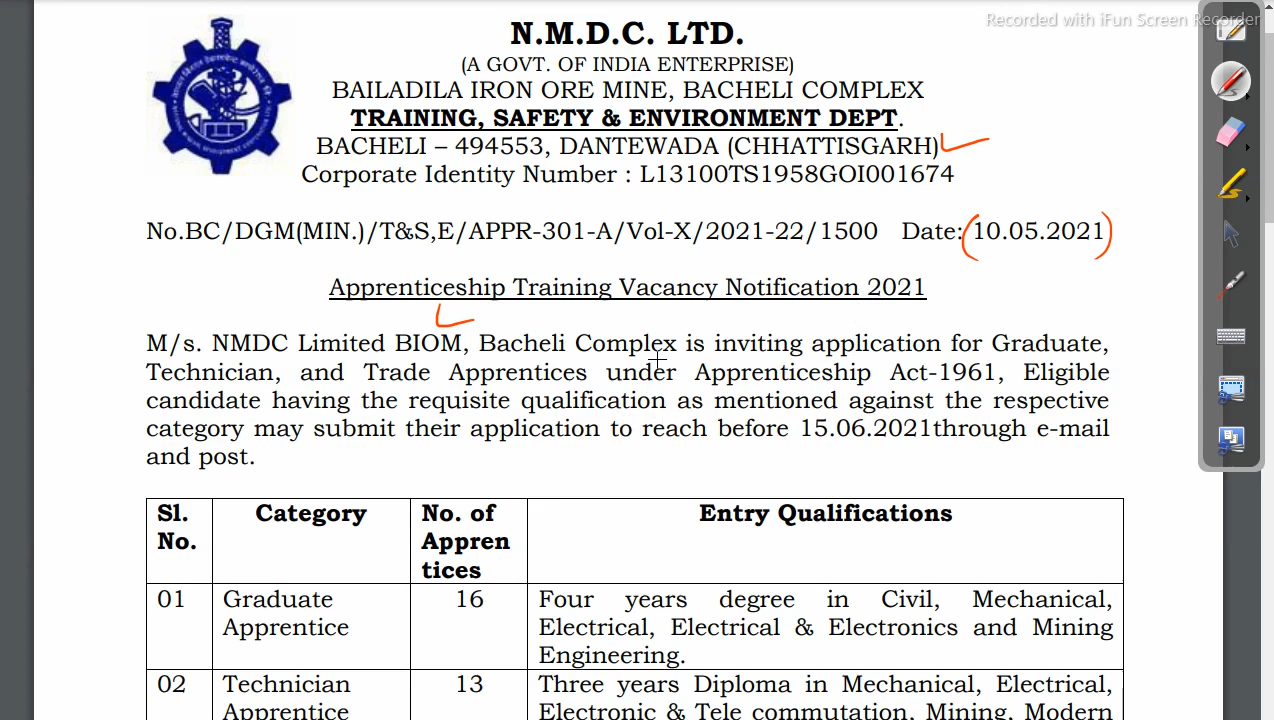 Recorded with iFun Screen Recorder
N.M.D.C. LTD.
(A GOVT. OF INDIA ENTERPRISE)
BAILADILA IRON ORE MINE, BACHELI COMPLEX
TRAINING, SAFETY & ENVIRONMENT DEPT.
BACHELI – 494553, DANTEWADA (CHHATTISGARH)
Corporate Identity Number : L13100TS1958GOI001674
No.BC/DGM(MIN.)/T&S,E/APPR-301-A/Vol-X/2021-22/1500 Date: 10.05.2021
Apprenticeship Training Vacancy Notification 2021
M/s. NMDC Limited BIOM, Bacheli Complex is inviting application for Graduate,
Technician, and Trade Apprentices under Apprenticeship Act-1961, Eligible
candidate having the requisite qualification as mentioned against the respective
category may submit their application to reach before 15.06.2021through e-mail
and post.
Sl. No. Category No. of Appren tices Entry Qualifications
01 Graduate Apprentice 16 Four years degree in Civil, Mechanical,
Electrical, Electrical & Electronics and Mining
Engineering.
02 Technician Apprentice 13 Three years Diploma in Mechanical, Electrical,
Electronic & Tele commutation, Mining, Modern